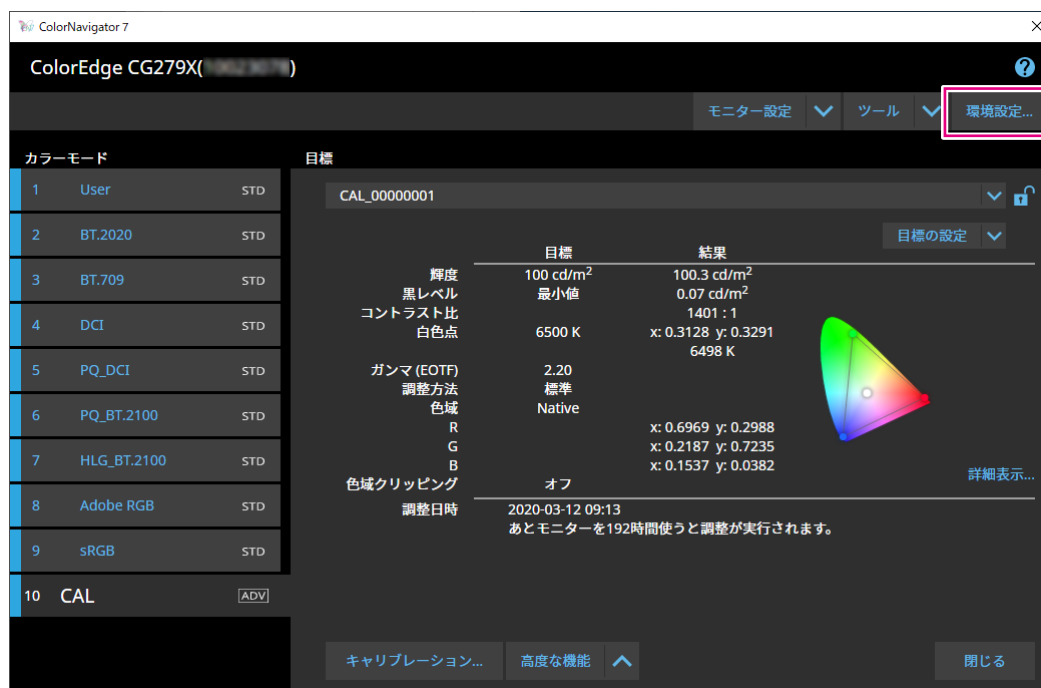 ColorNavigator 7
ColorEdge CG279X( )
モニター設定 ツール 環境設定...
カラーモード 目標
1 User STD
2 BT.2020 STD
3 BT.709 STD
4 DCI STD
5 PQ_DCI STD
6 PQ_BT.2100 STD
7 HLG_BT.2100 STD
8 Adobe RGB STD
9 sRGB STD
10 CAL ADV
CAL_00000001
目標の設定
目標 結果
輝度 100 cd/m² 100.3 cd/m²
黒レベル 最小値 0.07 cd/m²
コントラスト比 1401 : 1
白色点 6500 K x: 0.3128 y: 0.3291
6498 K
ガンマ (EOTF) 2.20
調整方法 標準
色域 Native
R x: 0.6969 y: 0.2988
G x: 0.2187 y: 0.7235
B x: 0.1537 y: 0.0382
色域クリッピング オフ
詳細表示...
調整日時 2020-03-12 09:13
あとモニターを192時間使うと調整が実行されます。
キャリブレーション... 高度な機能 閉じる